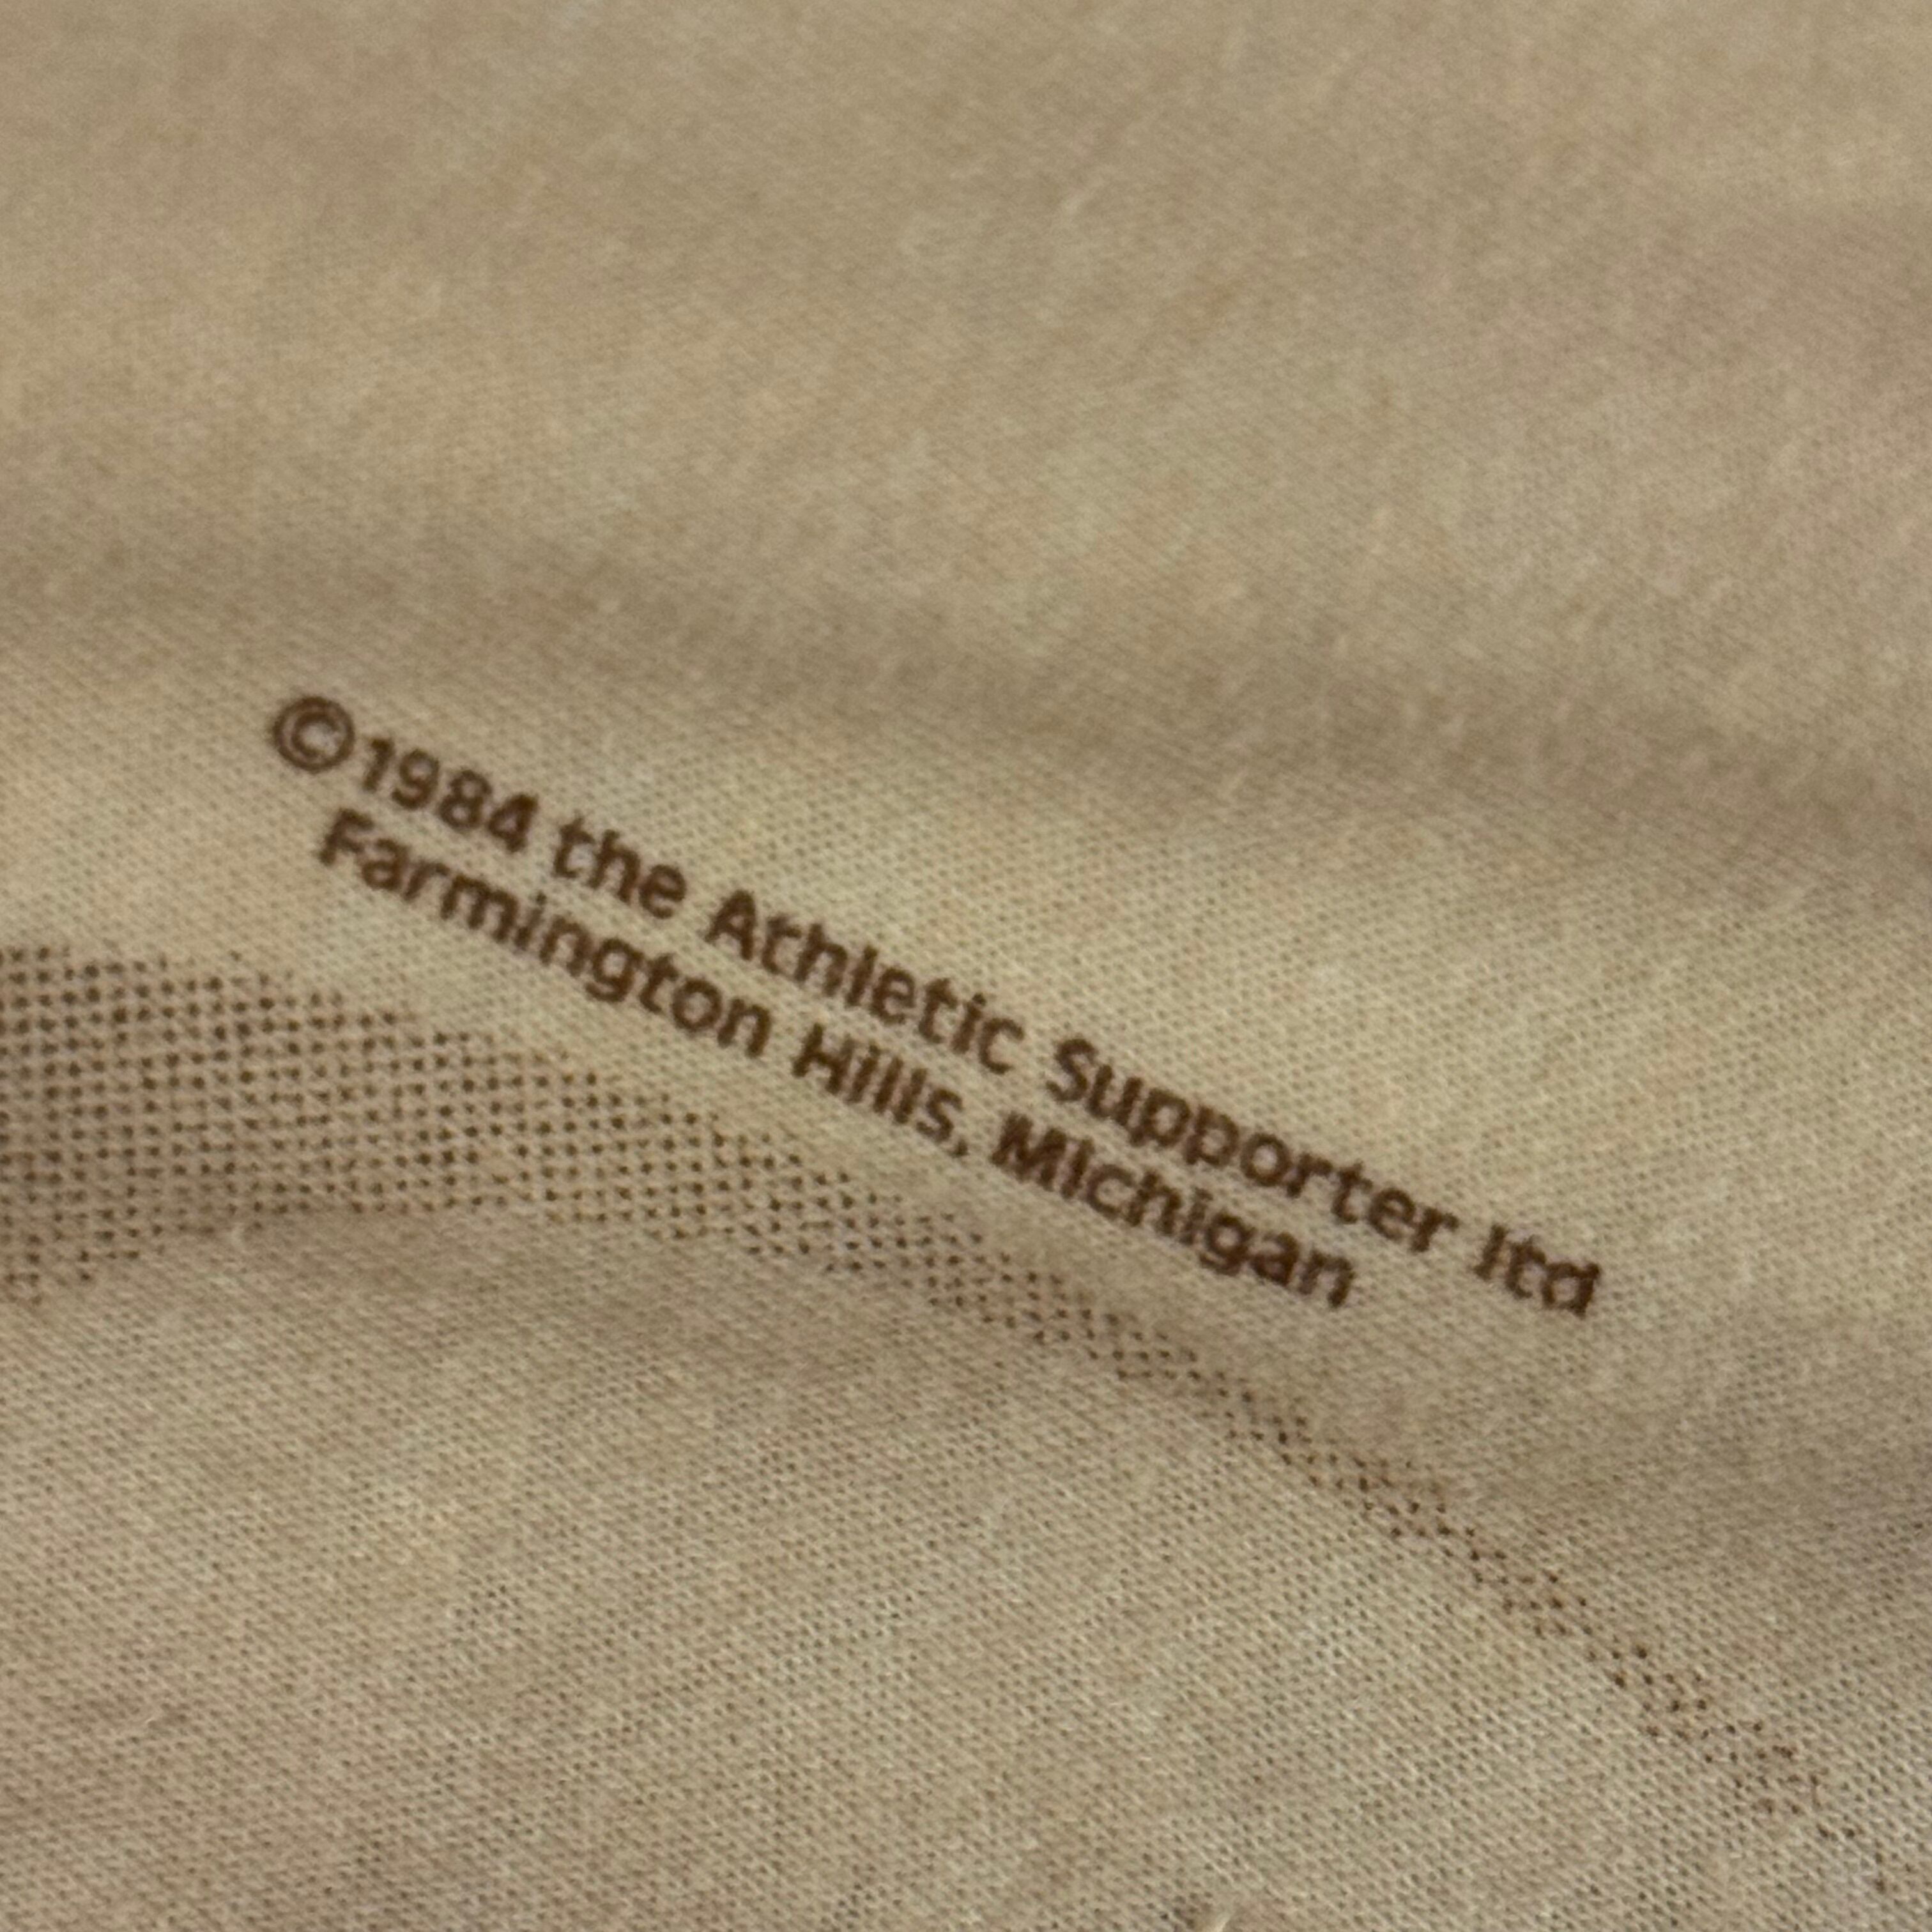 ©1984 the Athletic Supporter ltd
Farmington Hills, Michigan